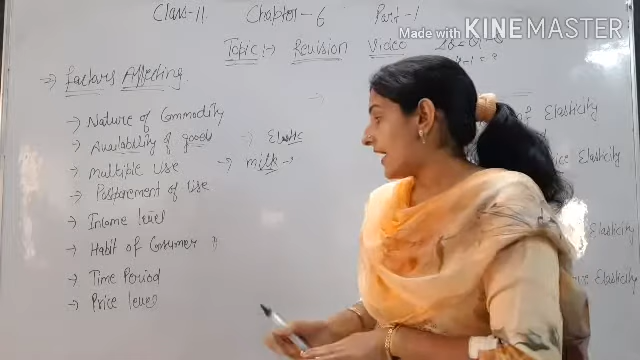 Class-11 Chapter-6 Part-1
Made with KINEMASTER
Topic:- Revision Video
→ Factors Affecting
→ Nature of Commodity
→ Availability of good → Elastic
→ Multiple Use → milk →
→ Postponement of Use
→ Income level
→ Habit of Consumer
→ Time Period
→ Price level
of Elasticity
Elasticity
Elasticity
Elasticity